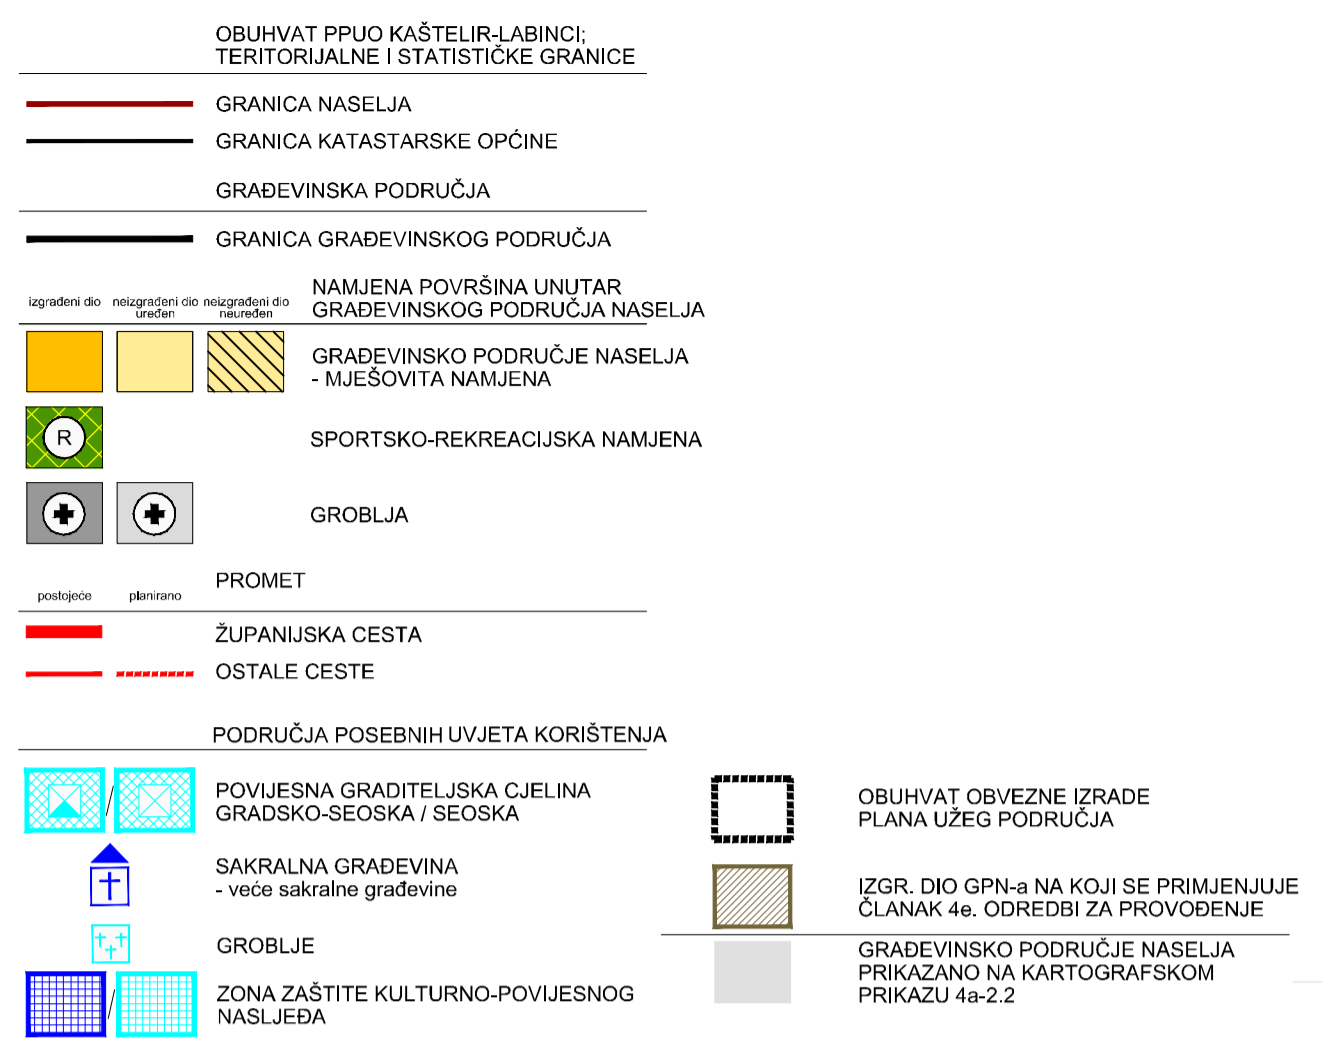 OBUHVAT PPUO KAŠTELIR-LABINCI;
TERITORIJALNE I STATISTIČKE GRANICE
GRANICA NASELJA
GRANICA KATASTARSKE OPĆINE
GRAĐEVINSKA PODRUČJA
GRANICA GRAĐEVINSKOG PODRUČJA
izgrađeni dio
neizgrađeni dio
uređen
neizgrađeni dio
neuređen
NAMJENA POVRŠINA UNUTAR
GRAĐEVINSKOG PODRUČJA NASELJA
GRAĐEVINSKO PODRUČJE NASELJA
- MJEŠOVITA NAMJENA
R
SPORTSKO-REKREACIJSKA NAMJENA
GROBLJA
postojeće
planirano
PROMET
ŽUPANIJSKA CESTA
OSTALE CESTE
PODRUČJA POSEBNIH UVJETA KORIŠTENJA
/
POVIJESNA GRADITELJSKA CJELINA
GRADSKO-SEOSKA / SEOSKA
SAKRALNA GRAĐEVINA
- veće sakralne građevine
GROBLJE
/
ZONA ZAŠTITE KULTURNO-POVIJESNOG
NASLJEĐA
OBUHVAT OBVEZNE IZRADE
PLANA UŽEG PODRUČJA
IZGR. DIO GPN-a NA KOJI SE PRIMJENJUJE
ČLANAK 4e. ODREDBI ZA PROVOĐENJE
GRAĐEVINSKO PODRUČJE NASELJA
PRIKAZANO NA KARTOGRAFSKOM
PRIKAZU 4a-2.2